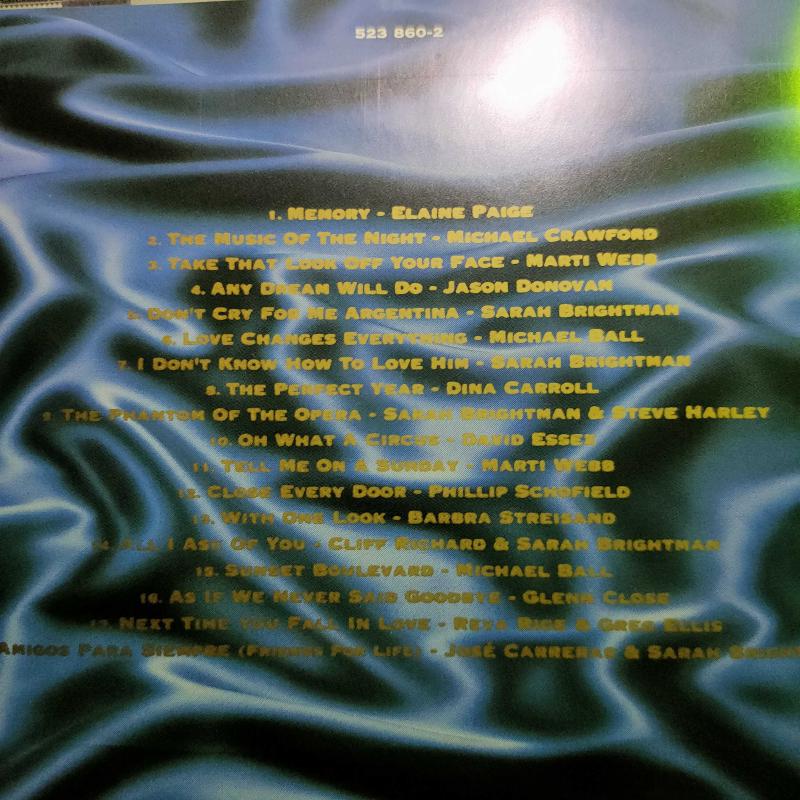 523 860-2
1. Memory - Elaine Paige
2. The Music Of The Night - Michael Crawford
3. Take That Look Off Your Face - Marti Webb
4. Any Dream Will Do - Jason Donovan
5. Don't Cry For Me Argentina - Sarah Brightman
6. Love Changes Everything - Michael Ball
7. I Don't Know How To Love Him - Sarah Brightman
8. The Perfect Year - Dina Carroll
9. The Phantom Of The Opera - Sarah Brightman & Steve Harley
10. Oh What A Circus - David Essex
11. Tell Me On A Sunday - Marti Webb
12. Close Every Door - Phillip Schofield
13. With One Look - Barbra Streisand
14. All I Ask Of You - Cliff Richard & Sarah Brightman
15. Sunset Boulevard - Michael Ball
16. As If We Never Said Goodbye - Glenn Close
17. Next Time You Fall In Love - Reva Rice & Greg Ellis
Amigos Para Siempre (Friends For Life) - José Carreras & Sarah Bright